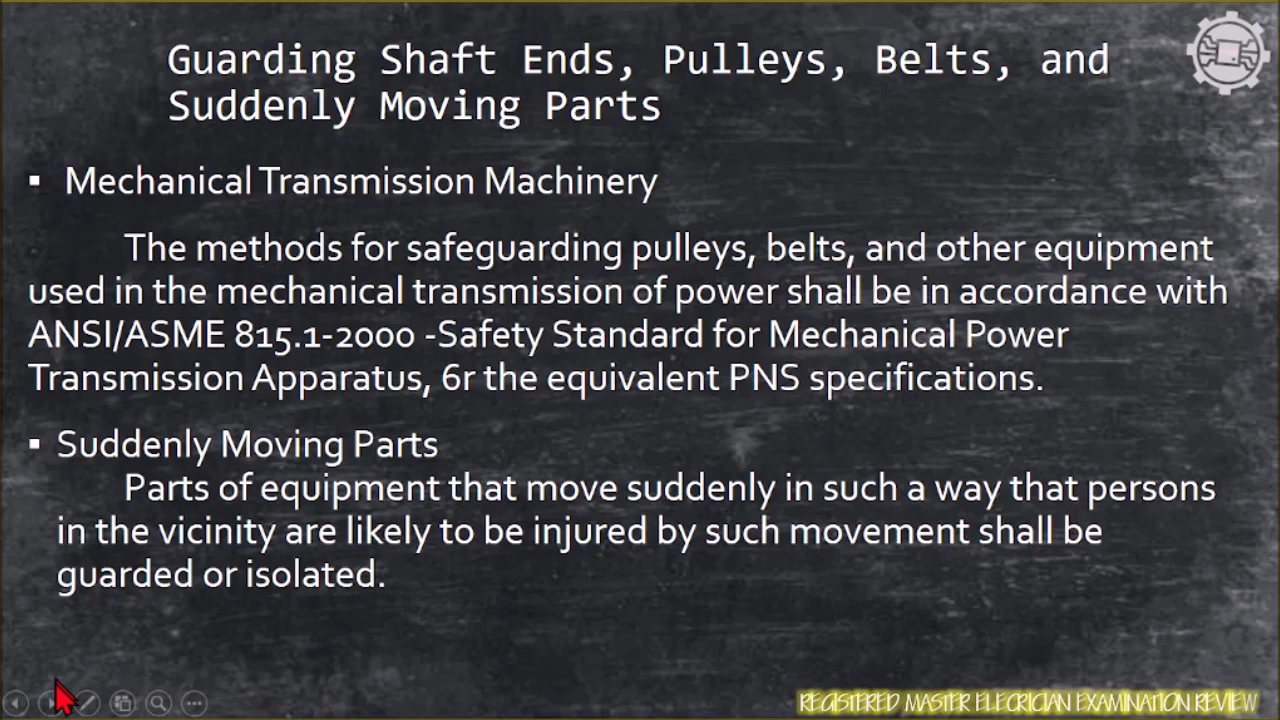 Guarding Shaft Ends, Pulleys, Belts, and
Suddenly Moving Parts
▪ Mechanical Transmission Machinery
The methods for safeguarding pulleys, belts, and other equipment
used in the mechanical transmission of power shall be in accordance with
ANSI/ASME 815.1-2000 -Safety Standard for Mechanical Power
Transmission Apparatus, 6r the equivalent PNS specifications.
▪ Suddenly Moving Parts
Parts of equipment that move suddenly in such a way that persons
in the vicinity are likely to be injured by such movement shall be
guarded or isolated.
REGISTERED MASTER ELECRICIAN EXAMINATION REVIEW